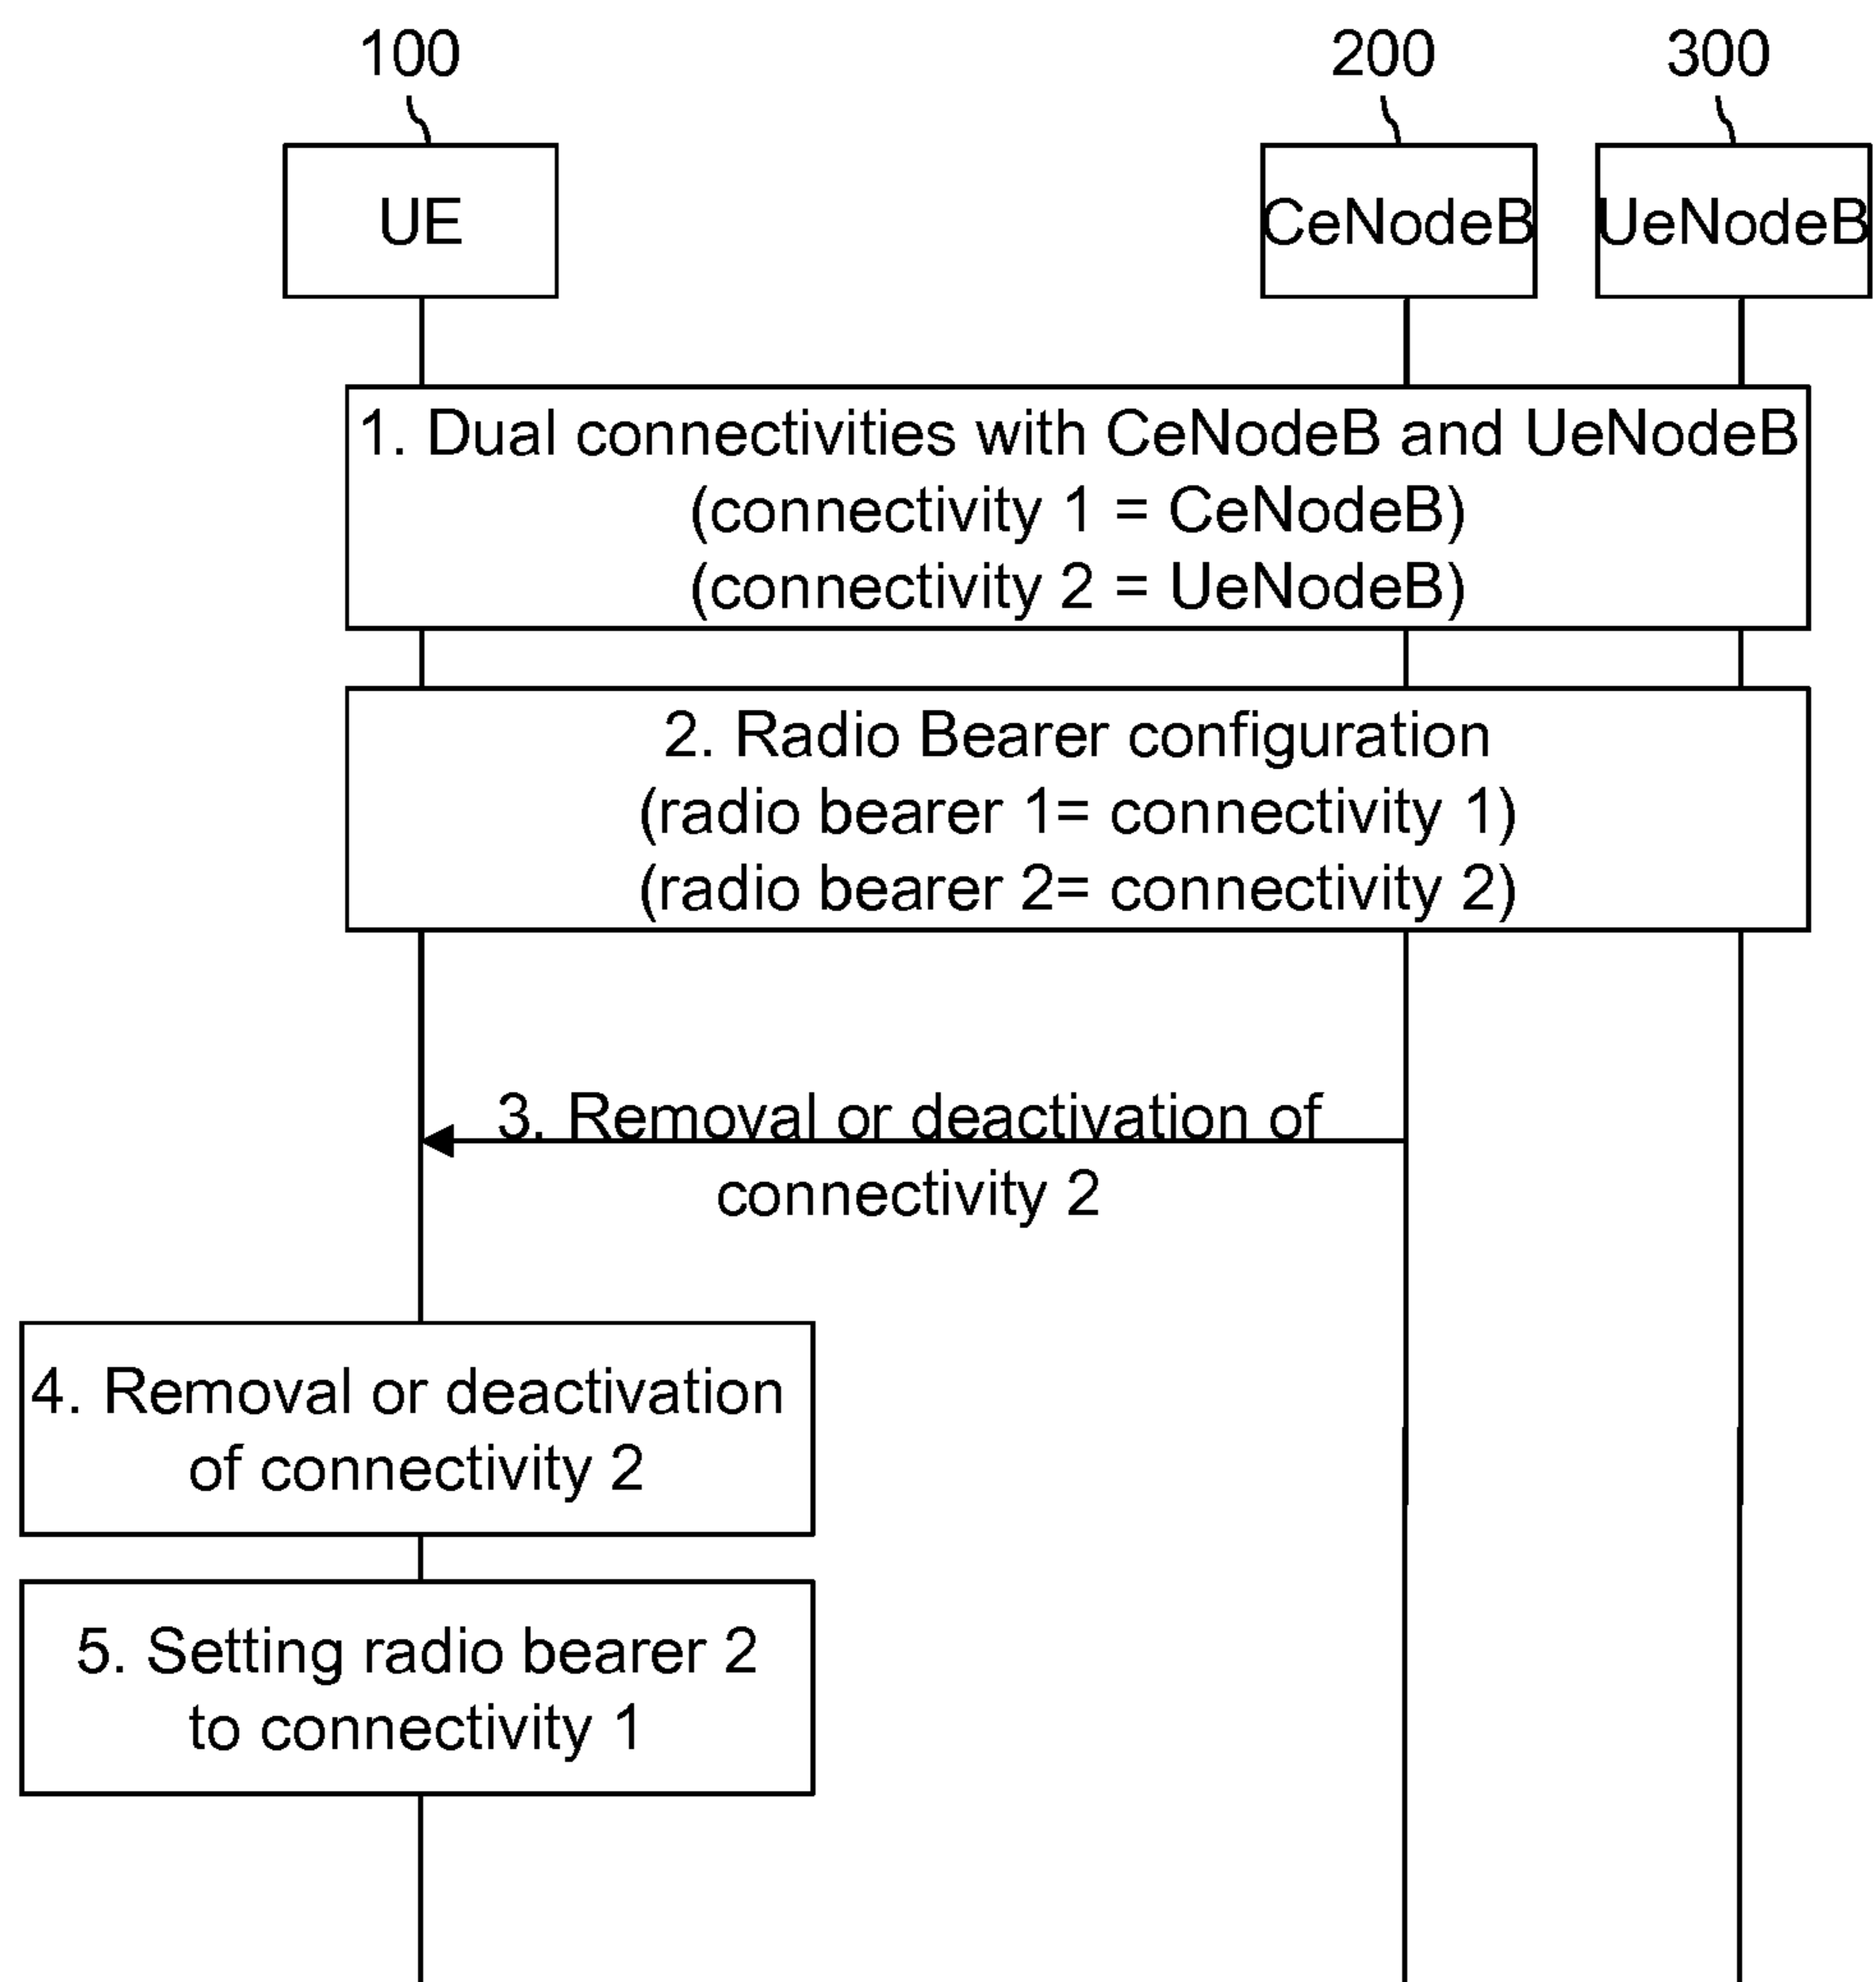 100
200
300
UE
CeNodeB
UeNodeB
1. Dual connectivities with CeNodeB and UeNodeB
(connectivity 1 = CeNodeB)
(connectivity 2 = UeNodeB)
2. Radio Bearer configuration
(radio bearer 1= connectivity 1)
(radio bearer 2= connectivity 2)
3. Removal or deactivation of
connectivity 2
4. Removal or deactivation
of connectivity 2
5. Setting radio bearer 2
to connectivity 1